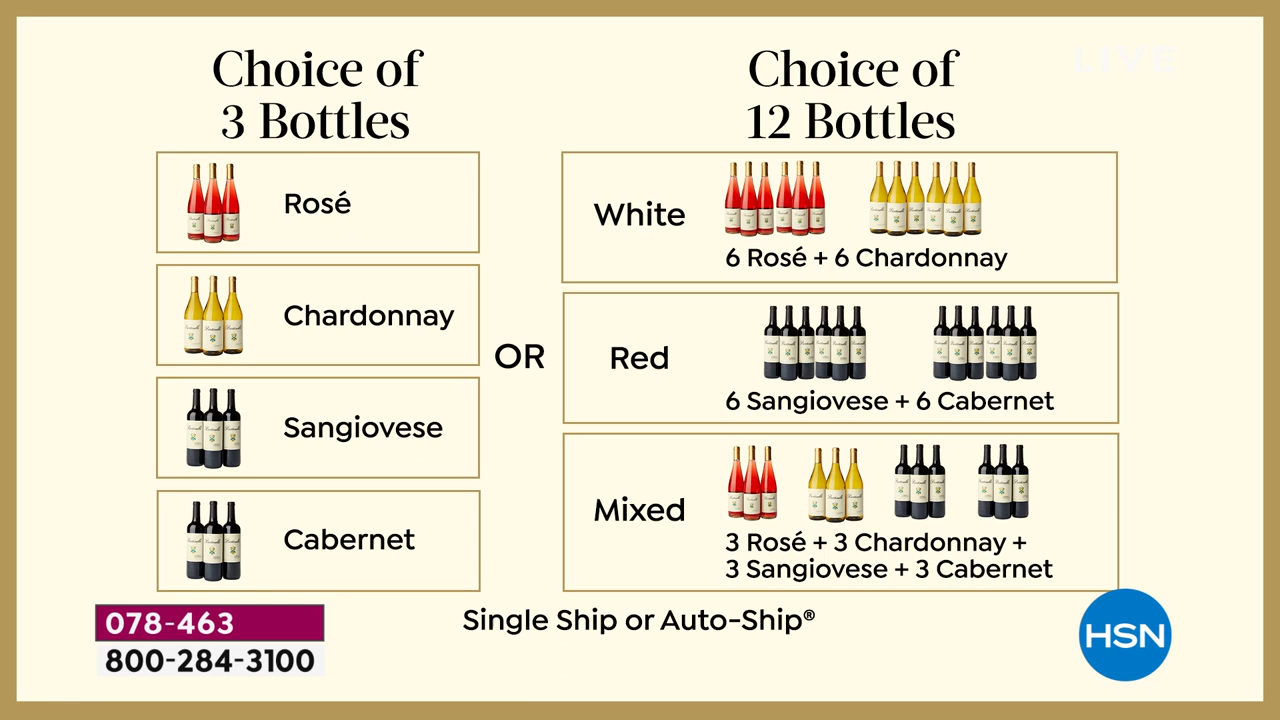 Choice of
3 Bottles
Rosé
Chardonnay
Sangiovese
Cabernet
OR
LIVE
Choice of
12 Bottles
White
6 Rosé + 6 Chardonnay
Red
6 Sangiovese + 6 Cabernet
Mixed
3 Rosé + 3 Chardonnay +
3 Sangiovese + 3 Cabernet
Single Ship or Auto-Ship®
078-463
800-284-3100
HSN